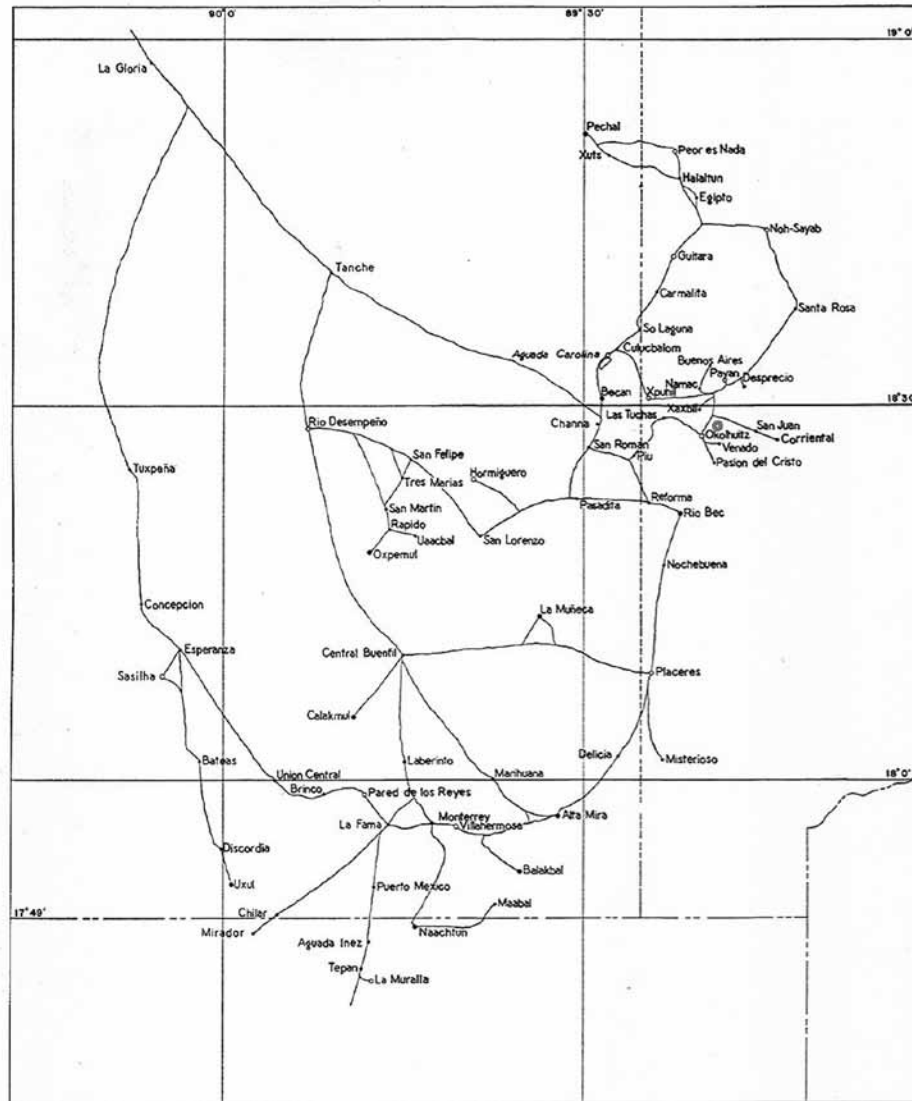 90°0'
89°30'
19°0'
La Gloria
Pechal
Xuts
Peor es Nada
Halaltun
Egipto
Noh-Sayab
Guitara
Tanche
Carmalita
Santa Rosa
So Laguna
Aguada Carolina
Culucbalom
Buenos Aires
Payan
Desprecio
Namac
Becan
Xpuhil
18°30'
Xaxbil
Las Tuchas
Channa
San Juan
Okolhuitz
Corriental
Rio Desempeño
San Roman
Venado
San Felipe
Piu
Pasion del Cristo
Tuxpeña
Hormiguero
Tres Marias
Reforma
San Martin
Pasadita
Rio Bec
Rapido
Uaacbal
San Lorenzo
Oxpemul
Nochebuena
Concepcion
La Muñeca
Esperanza
Central Buenfil
Sasilha
Placeres
Calakmul
Bateas
Laberinto
Delicia
Misterioso
Union Central
Marihuana
18°0'
Brinco
Pared de los Reyes
La Fama
Monterrey
Villahermosa
Alta Mira
Discordia
Balakbal
Uxul
Puerto Mexico
Maabal
17°49'
Chilar
Mirador
Naachtun
Aguada Inez
Tepan
La Muralla